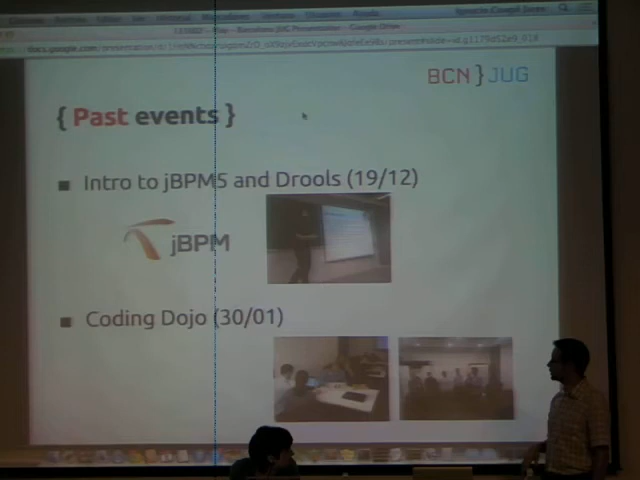 BCN } JUG
{ Past events }
Intro to jBPM5 and Drools (19/12)
jBPM
Coding Dojo (30/01)